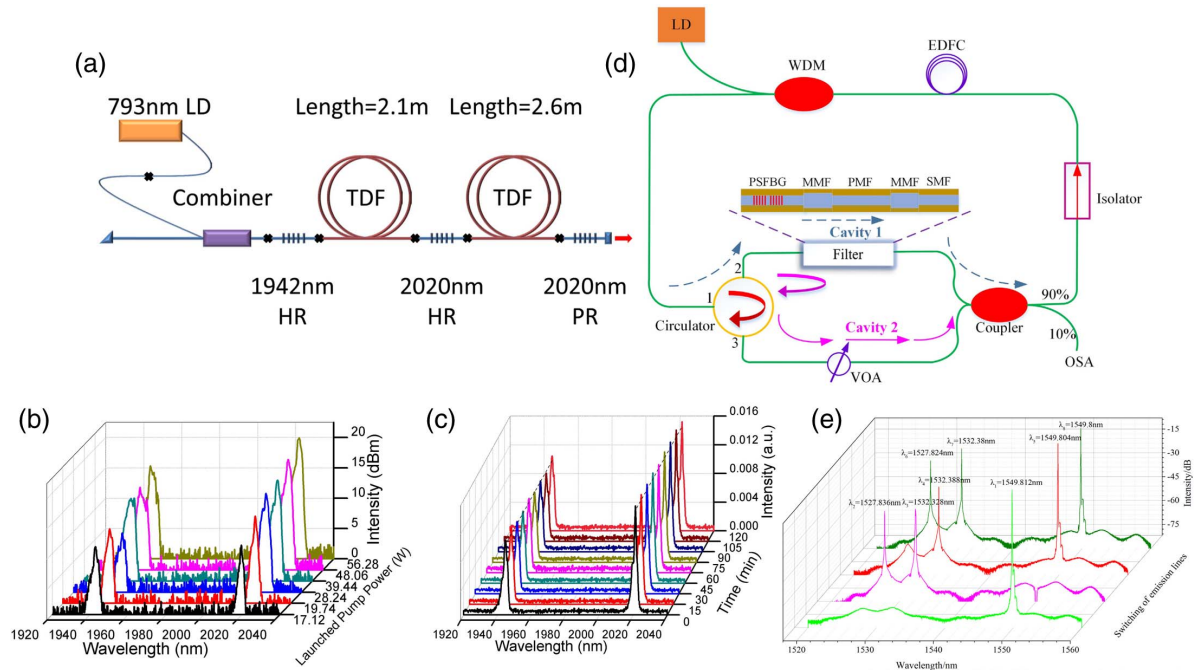 (a)
793nm LD
Length=2.1m
Length=2.6m
Combiner
TDF
TDF
1942nm
HR
2020nm
HR
2020nm
PR
(d)
LD
WDM
EDFC
PSFBG
MMF
PMF
MMF
SMF
Isolator
Cavity 1
Filter
2
1
Circulator
3
Cavity 2
90%
Coupler
10%
VOA
OSA
(b)
20
15
10
5
0
Intensity (dBm)
56.28
48.06
39.44
28.24
19.74
17.12
Launched Pump Power (W)
1920
1940
1960
1980
2000
2020
2040
Wavelength (nm)
(c)
0.016
0.012
0.008
0.004
0.000
Intensity (a.u.)
120
105
90
75
60
45
30
15
0
Time (min)
1920
1940
1960
1980
2000
2020
2040
Wavelength (nm)
(e)
λ8=1549.8nm
λ7=1532.38nm
λ5=1549.804nm
λ6=1527.824nm
λ4=1532.388nm
λ1=1549.812nm
λ2=1527.836nm
λ3=1532.328nm
-15
-30
-45
-60
-75
Intensity/dB
Switching of emission lines
1520
1530
1540
1550
1560
Wavelength/nm